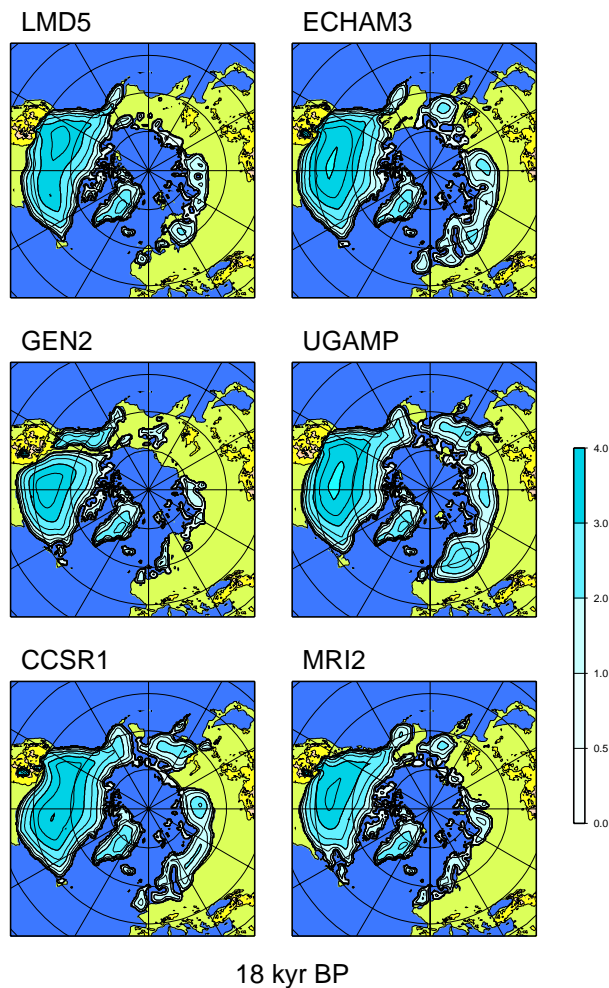 LMD5
ECHAM3
GEN2
UGAMP
4.0
3.0
2.0
1.0
0.5
0.0
CCSR1
MRI2
18 kyr BP